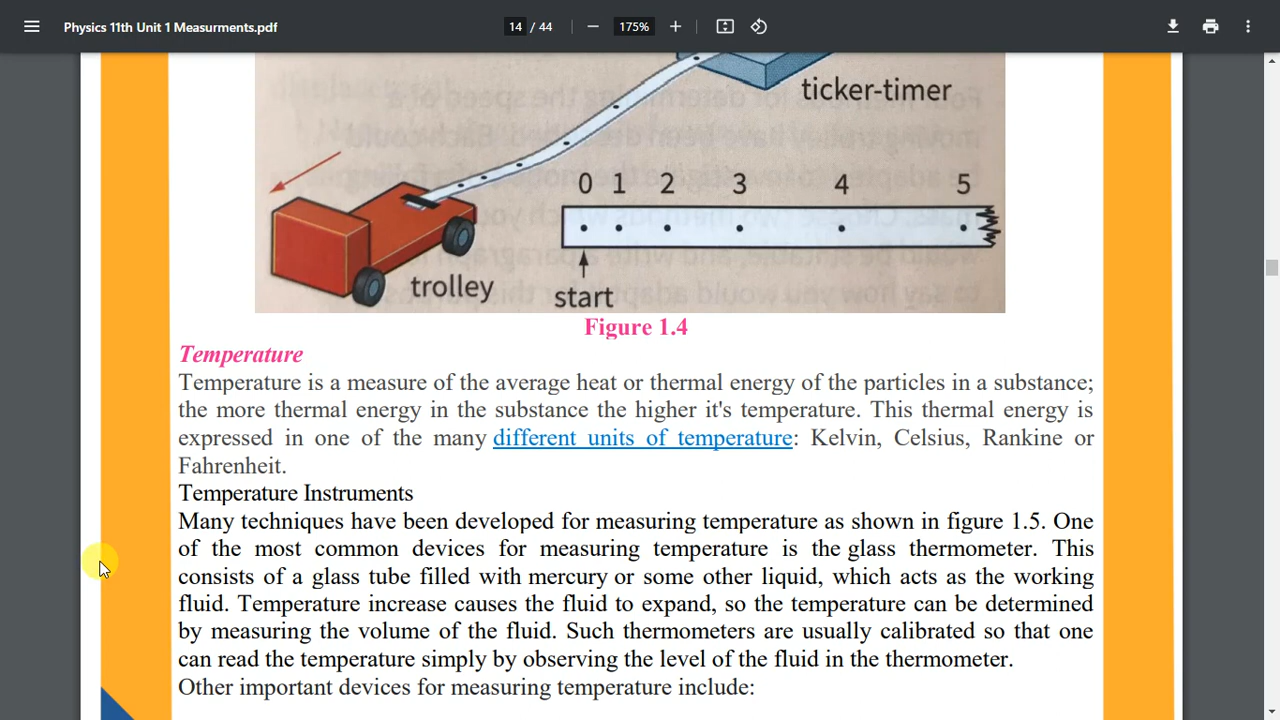 Physics 11th Unit 1 Measurments.pdf
14 / 44
175%
ticker-timer
0 1 2 3 4 5
trolley
start
Figure 1.4
Temperature
Temperature is a measure of the average heat or thermal energy of the particles in a substance;
the more thermal energy in the substance the higher it's temperature. This thermal energy is
expressed in one of the many different units of temperature: Kelvin, Celsius, Rankine or
Fahrenheit.
Temperature Instruments
Many techniques have been developed for measuring temperature as shown in figure 1.5. One
of the most common devices for measuring temperature is the glass thermometer. This
consists of a glass tube filled with mercury or some other liquid, which acts as the working
fluid. Temperature increase causes the fluid to expand, so the temperature can be determined
by measuring the volume of the fluid. Such thermometers are usually calibrated so that one
can read the temperature simply by observing the level of the fluid in the thermometer.
Other important devices for measuring temperature include: